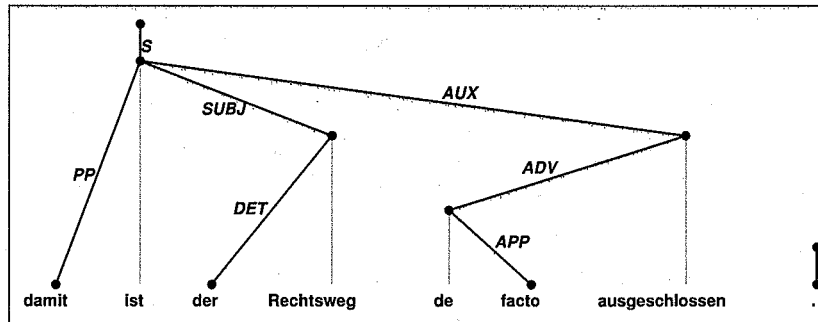 S
AUX
SUBJ
PP
ADV
DET
APP
damit ist der Rechtsweg de facto ausgeschlossen .